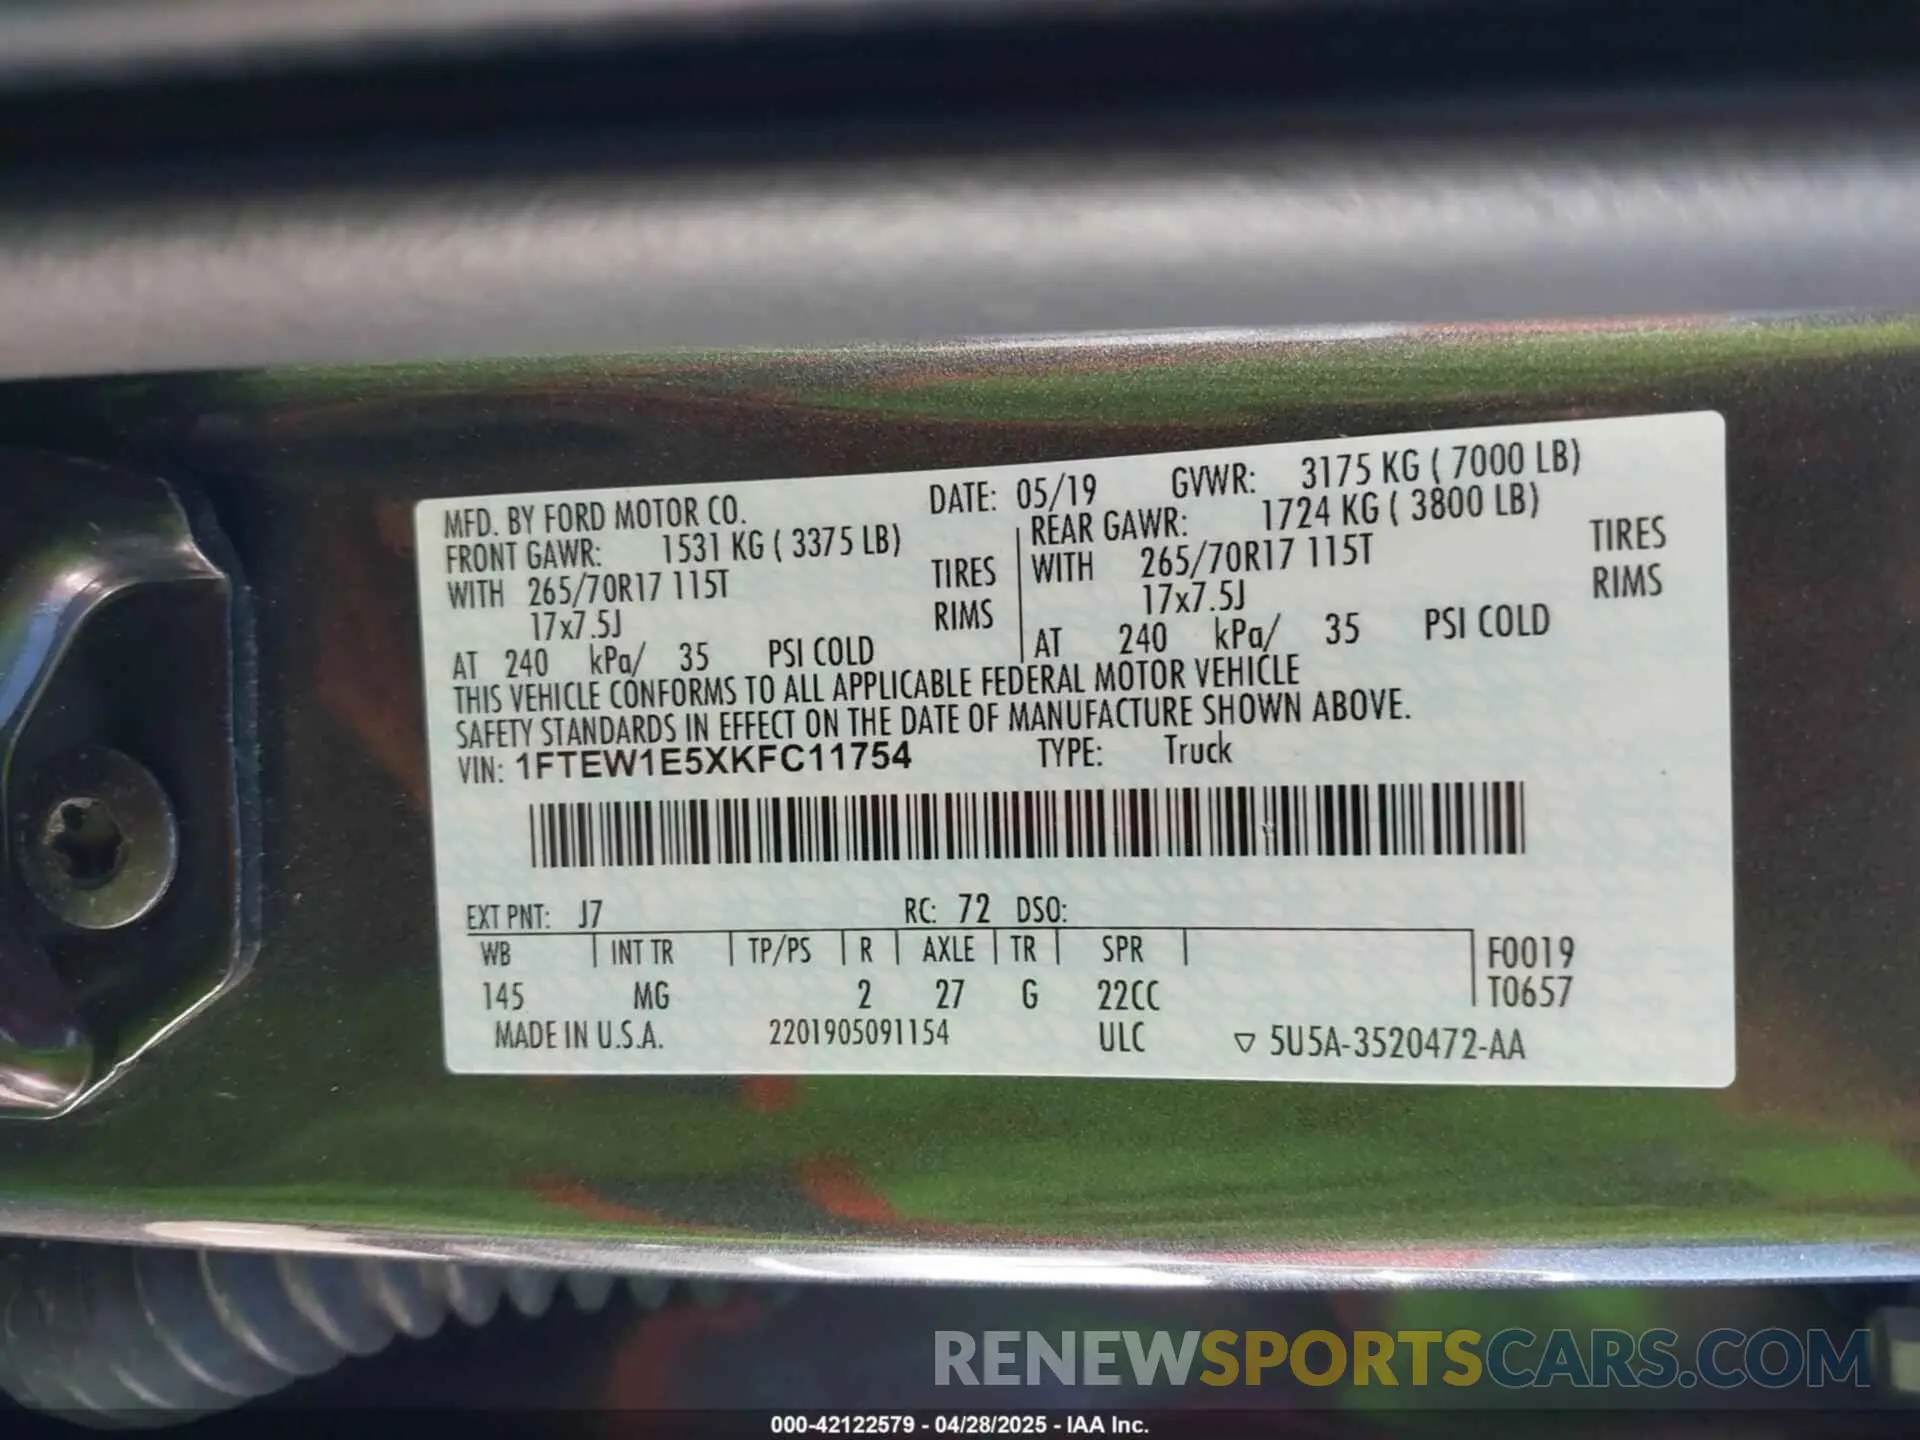 MFD. BY FORD MOTOR CO. DATE: 05/19 GVWR: 3175 KG ( 7000 LB)
FRONT GAWR: 1531 KG ( 3375 LB) REAR GAWR: 1724 KG ( 3800 LB)
WITH 265/70R17 115T TIRES WITH 265/70R17 115T TIRES
17x7.5J RIMS 17x7.5J RIMS
AT 240 kPa/ 35 PSI COLD AT 240 kPa/ 35 PSI COLD
THIS VEHICLE CONFORMS TO ALL APPLICABLE FEDERAL MOTOR VEHICLE
SAFETY STANDARDS IN EFFECT ON THE DATE OF MANUFACTURE SHOWN ABOVE.
VIN: 1FTEW1E5XKFC11754 TYPE: Truck
EXT PNT: J7 RC: 72 DSO:
WB INT TR TP/PS R AXLE TR SPR F0019
145 MG 2 27 G 22CC T0657
MADE IN U.S.A. 2201905091154 ULC ▽ 5U5A-3520472-AA
RENEWSPORTSCARS.COM
000-42122579 - 04/28/2025 - IAA Inc.